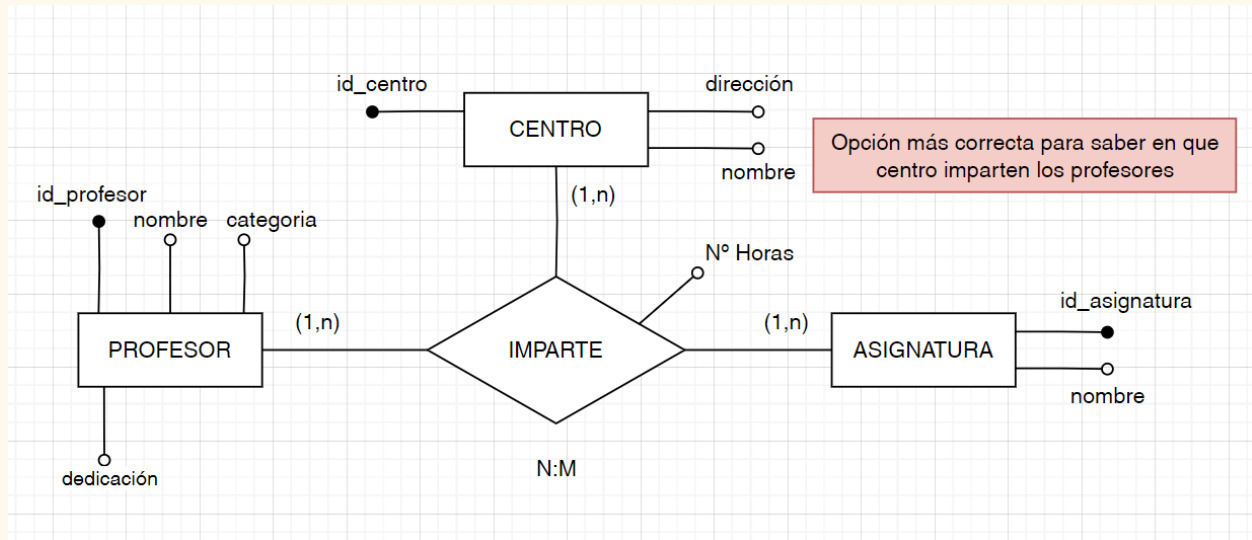 id_centro
dirección
CENTRO
nombre
Opción más correcta para saber en que
centro imparten los profesores
(1,n)
id_profesor
nombre
categoria
Nº Horas
(1,n)
(1,n)
id_asignatura
PROFESOR
IMPARTE
ASIGNATURA
nombre
dedicación
N:M